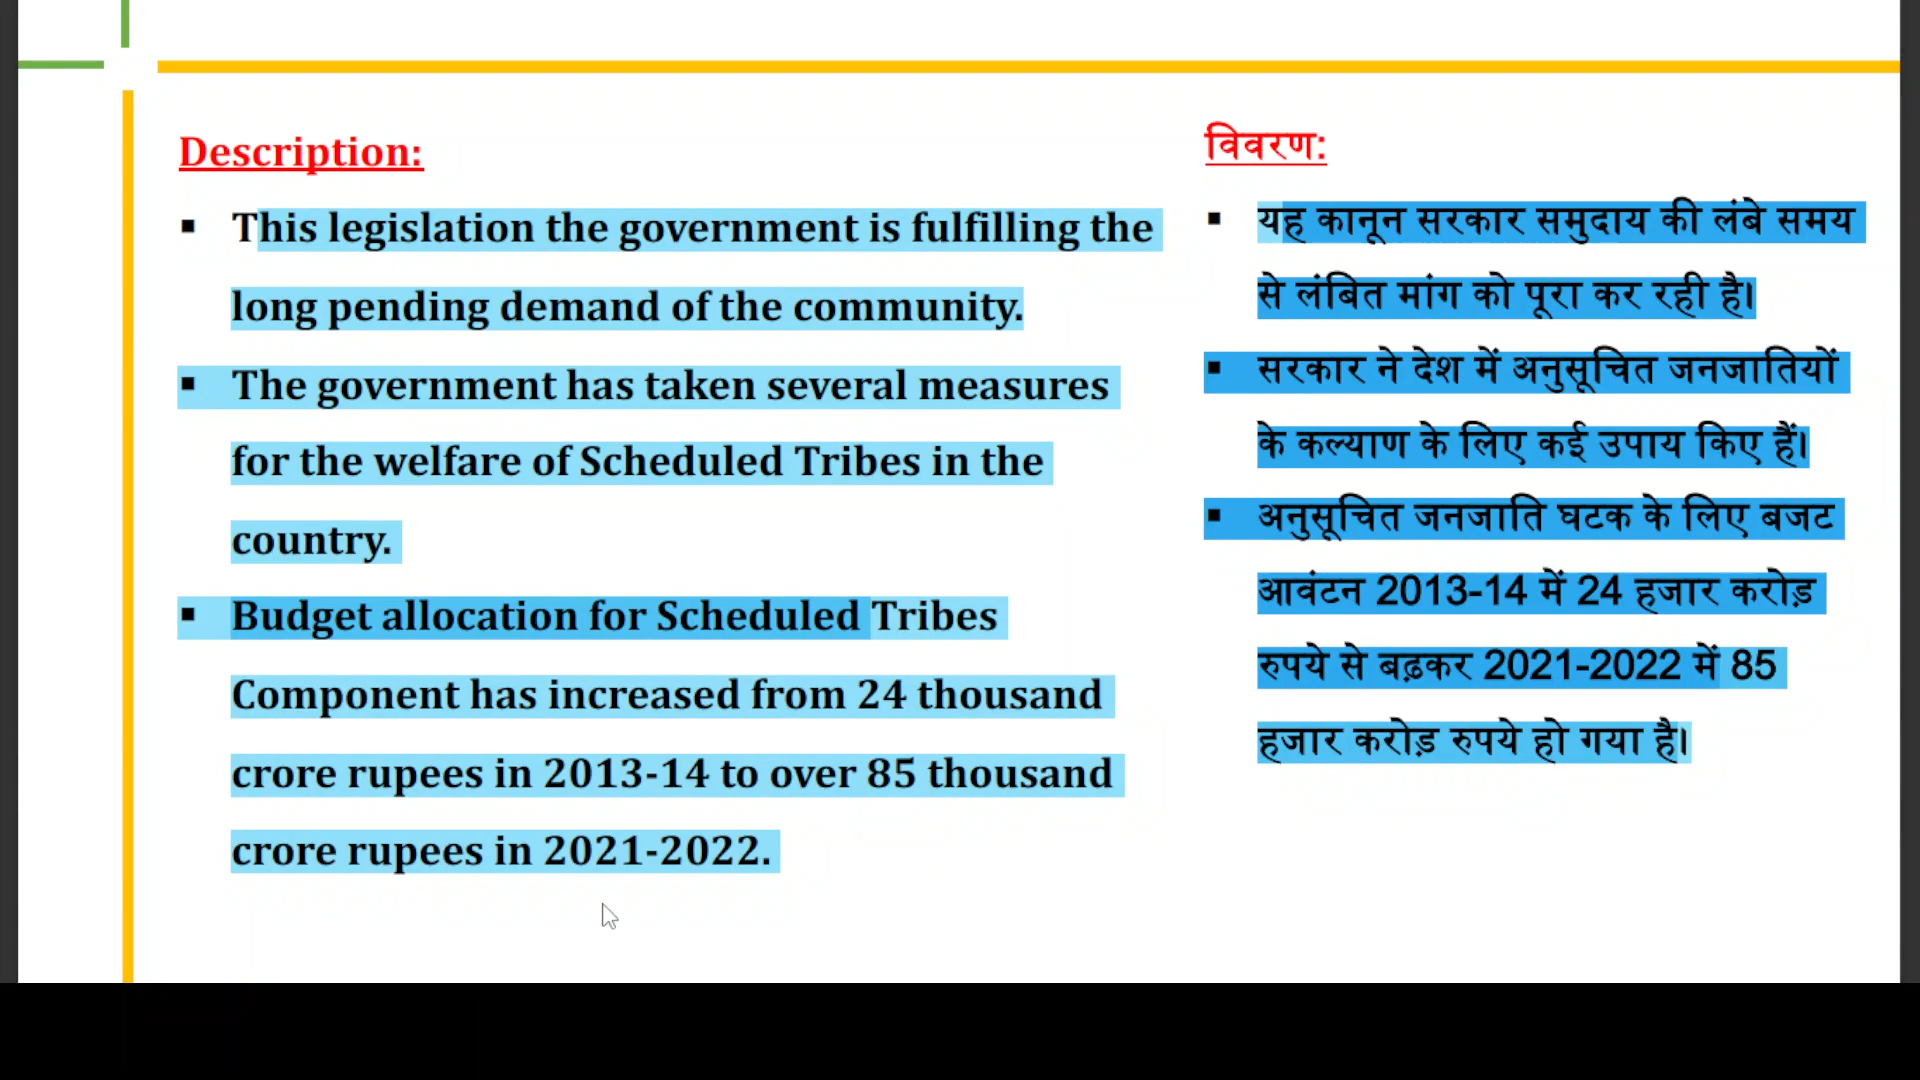 Description:
▪ This legislation the government is fulfilling the
long pending demand of the community.
▪ The government has taken several measures
for the welfare of Scheduled Tribes in the
country.
▪ Budget allocation for Scheduled Tribes
Component has increased from 24 thousand
crore rupees in 2013-14 to over 85 thousand
crore rupees in 2021-2022.
विवरण:
▪ यह कानून सरकार समुदाय की लंबे समय
से लंबित मांग को पूरा कर रही है।
▪ सरकार ने देश में अनुसूचित जनजातियों
के कल्याण के लिए कई उपाय किए हैं।
▪ अनुसूचित जनजाति घटक के लिए बजट
आवंटन 2013-14 में 24 हजार करोड़
रुपये से बढ़कर 2021-2022 में 85
हजार करोड़ रुपये हो गया है।